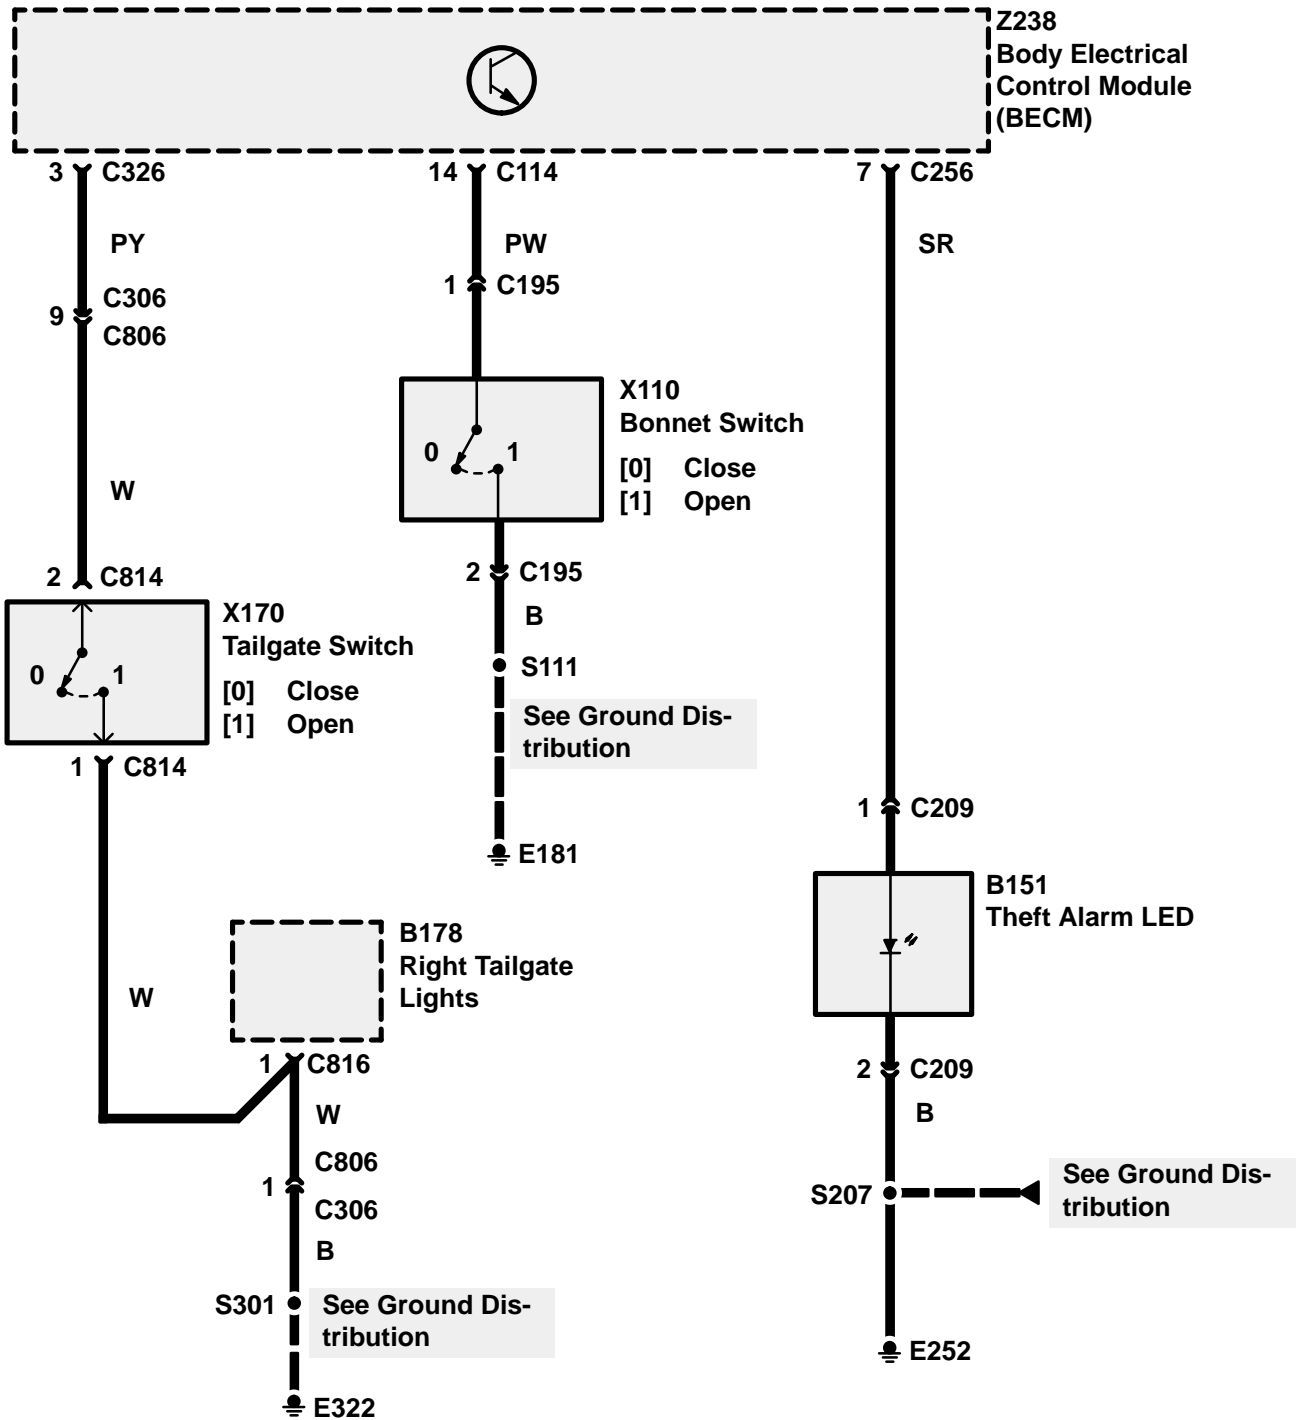 Z238
Body Electrical
Control Module
(BECM)
3 C326
14 C114
7 C256
PY
PW
SR
1 C195
C306
9
C806
X110
Bonnet Switch
0 1
[0] Close
[1] Open
W
2 C814
2 C195
B
X170
Tailgate Switch
0 1
[0] Close
[1] Open
S111
See Ground Dis-
tribution
1 C814
1 C209
E181
B151
Theft Alarm LED
B178
Right Tailgate
Lights
W
1 C816
2 C209
W
B
C806
1
C306
S207
See Ground Dis-
tribution
B
S301
See Ground Dis-
tribution
E252
E322